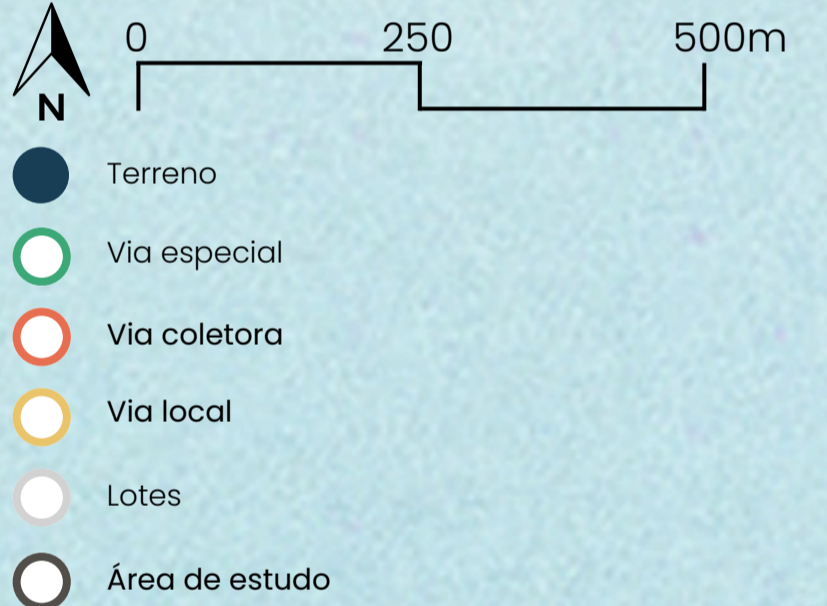 0 250 500m
N
Terreno
Via especial
Via coletora
Via local
Lotes
Área de estudo